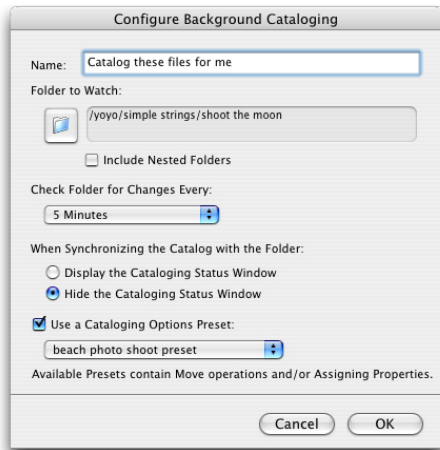 Configure Background Cataloging
Name: Catalog these files for me
Folder to Watch:
/yoyo/simple strings/shoot the moon
Include Nested Folders
Check Folder for Changes Every:
5 Minutes
When Synchronizing the Catalog with the Folder:
Display the Cataloging Status Window
Hide the Cataloging Status Window
Use a Cataloging Options Preset:
beach photo shoot preset
Available Presets contain Move operations and/or Assigning Properties.
Cancel OK